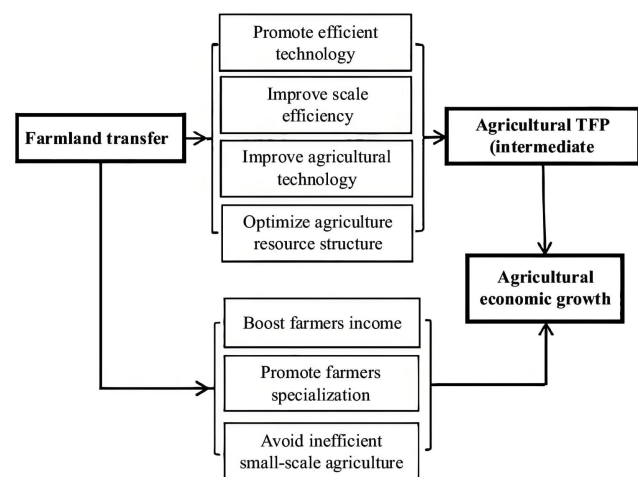 Promote efficient
technology
Improve scale
efficiency
Farmland transfer
Agricultural TFP
(intermediate
Improve agricultural
technology
Optimize agriculture
resource structure
Agricultural
economic growth
Boost farmers income
Promote farmers
specialization
Avoid inefficient
small-scale agriculture